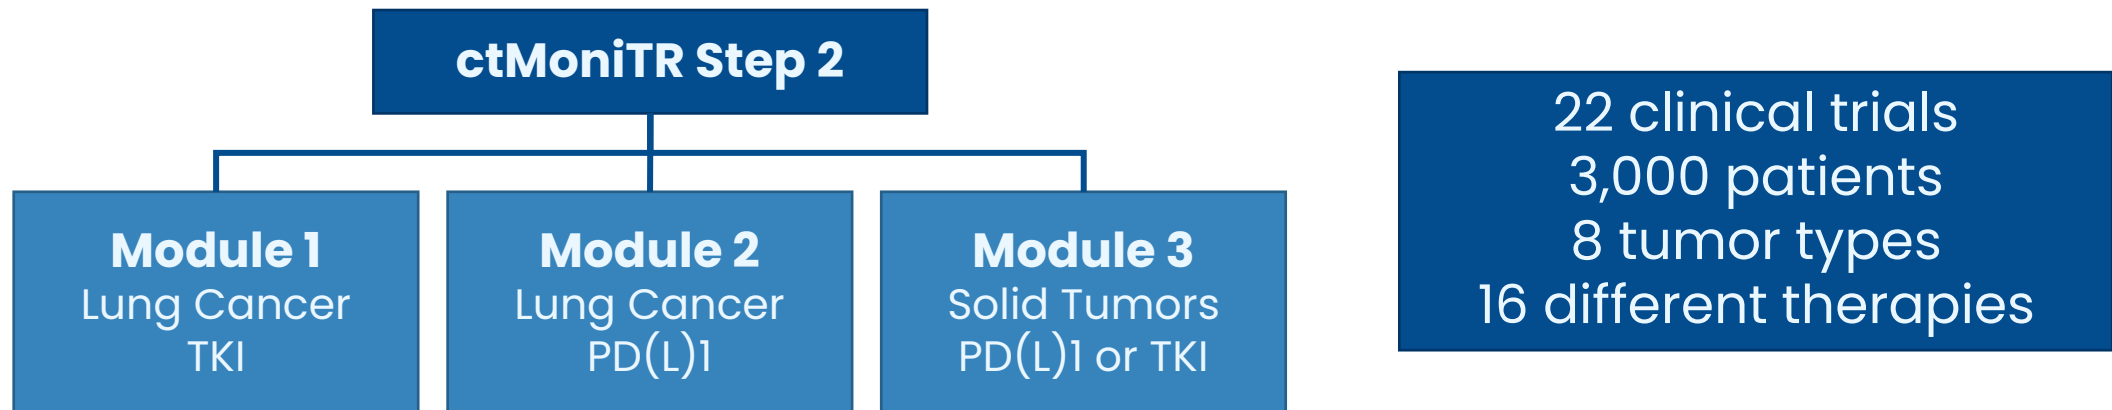 ctMoniTR Step 2
Module 1
Lung Cancer
TKI
Module 2
Lung Cancer
PD(L)1
Module 3
Solid Tumors
PD(L)1 or TKI
22 clinical trials
3,000 patients
8 tumor types
16 different therapies